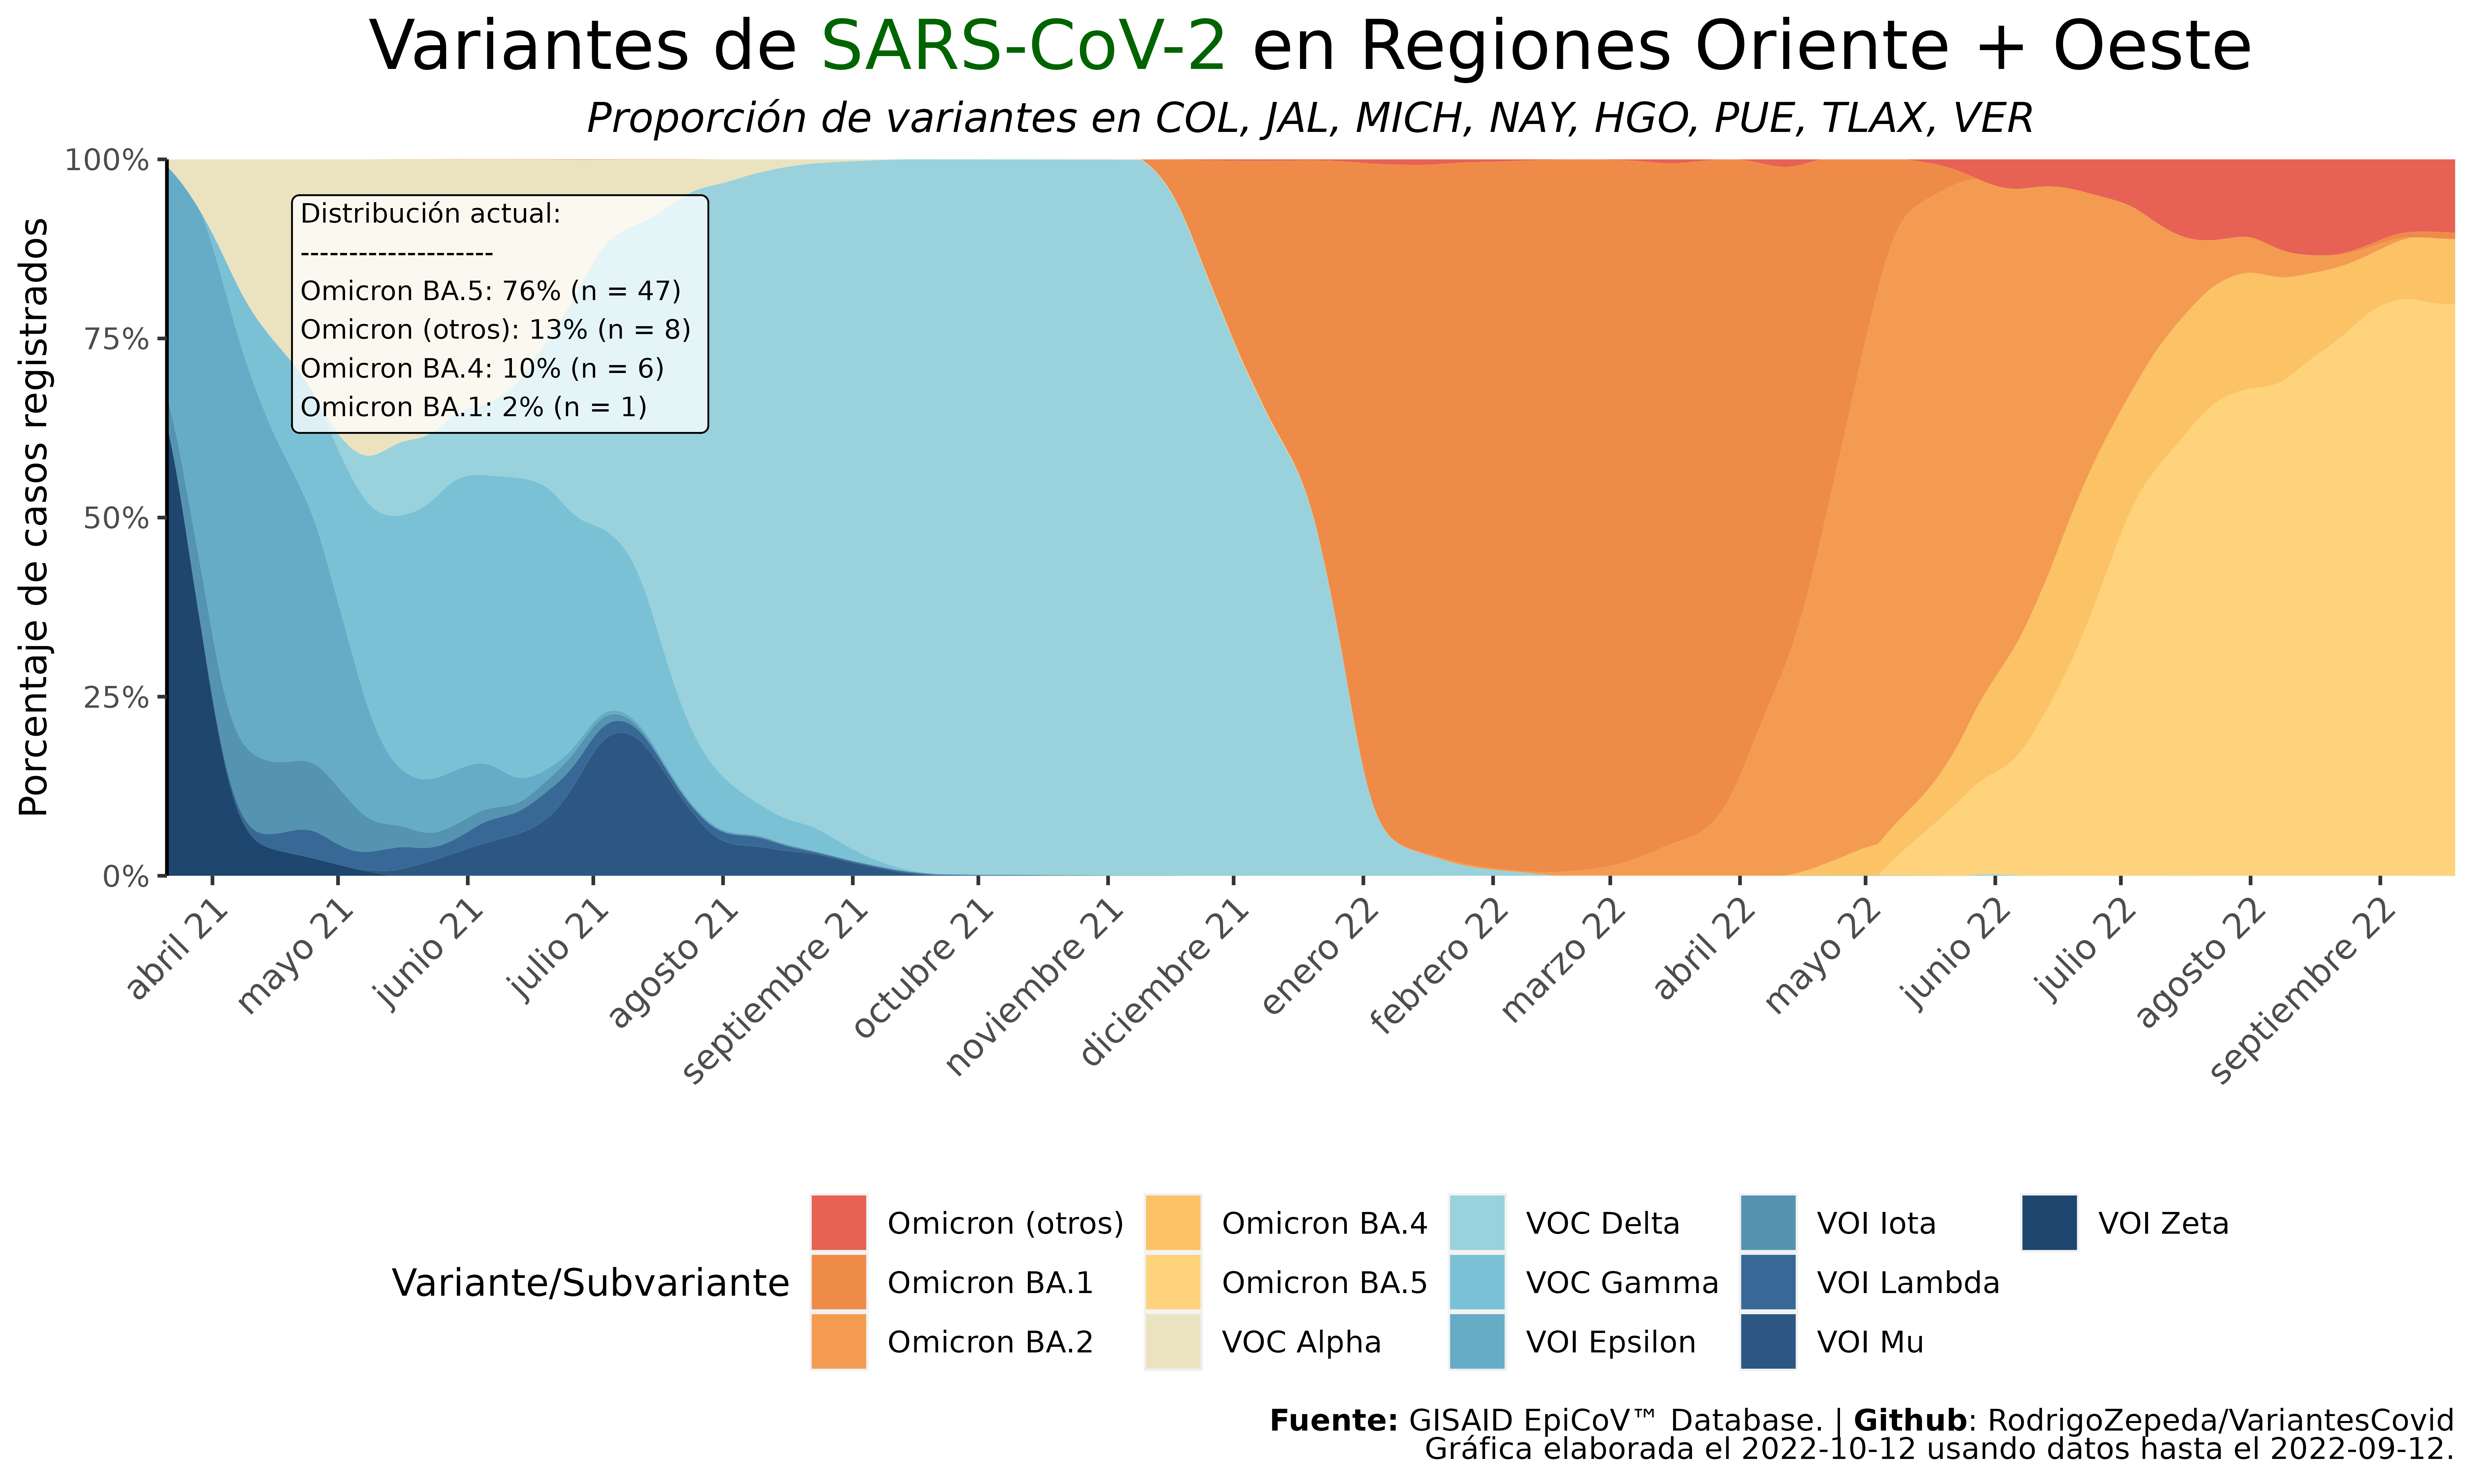 Variantes de SARS-CoV-2 en Regiones Oriente + Oeste
Proporción de variantes en COL, JAL, MICH, NAY, HGO, PUE, TLAX, VER
Porcentaje de casos registrados
100%
75%
50%
25%
0%
Distribución actual:
--------------------
Omicron BA.5: 76% (n = 47)
Omicron (otros): 13% (n = 8)
Omicron BA.4: 10% (n = 6)
Omicron BA.1: 2% (n = 1)
abril 21
mayo 21
junio 21
julio 21
agosto 21
septiembre 21
octubre 21
noviembre 21
diciembre 21
enero 22
febrero 22
marzo 22
abril 22
mayo 22
junio 22
julio 22
agosto 22
septiembre 22
Variante/Subvariante
Omicron (otros)
Omicron BA.1
Omicron BA.2
Omicron BA.4
Omicron BA.5
VOC Alpha
VOC Delta
VOC Gamma
VOI Epsilon
VOI Iota
VOI Lambda
VOI Mu
VOI Zeta
Fuente: GISAID EpiCoV™ Database. | Github: RodrigoZepeda/VariantesCovid
Gráfica elaborada el 2022-10-12 usando datos hasta el 2022-09-12.